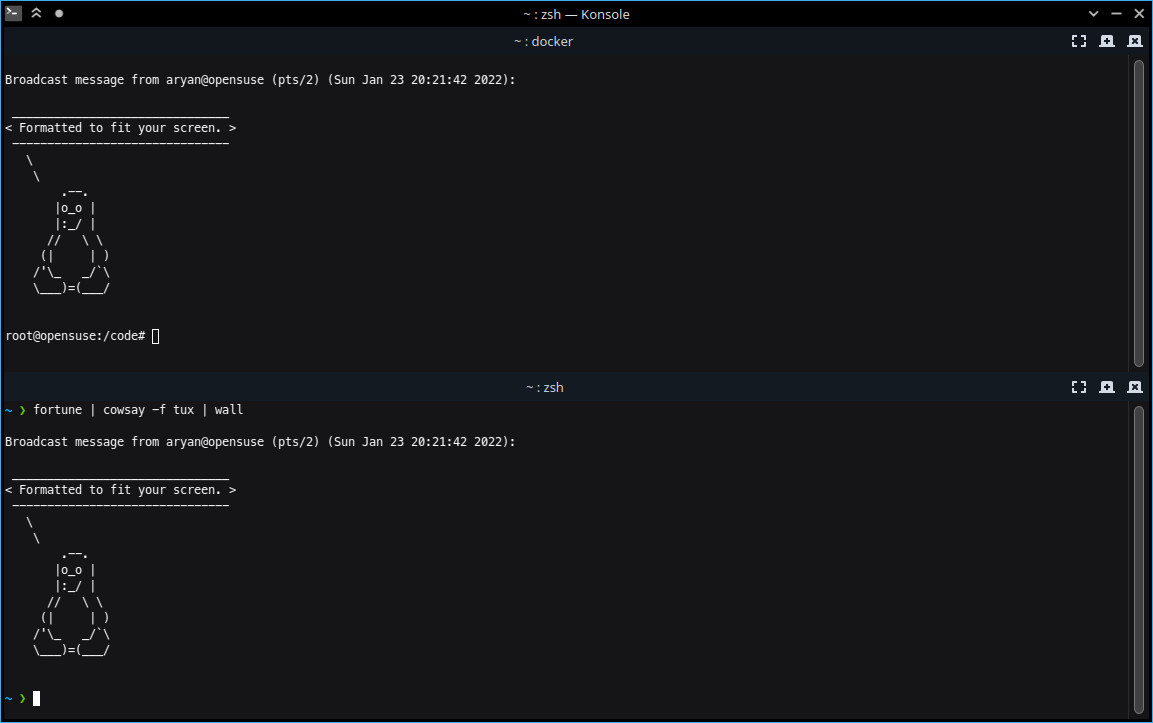 ~ : zsh — Konsole
~ : docker
Broadcast message from aryan@opensuse (pts/2) (Sun Jan 23 20:21:42 2022):
 _______________________________
< Formatted to fit your screen. >
 -------------------------------
   \
    \
        .--.
       |o_o |
       |:_/ |
      //   \ \
     (|     | )
    /'\_   _/`\
    \___)=(___/
root@opensuse:/code#
~ : zsh
~ ❯ fortune | cowsay -f tux | wall
Broadcast message from aryan@opensuse (pts/2) (Sun Jan 23 20:21:42 2022):
 _______________________________
< Formatted to fit your screen. >
 -------------------------------
   \
    \
        .--.
       |o_o |
       |:_/ |
      //   \ \
     (|     | )
    /'\_   _/`\
    \___)=(___/
~ ❯